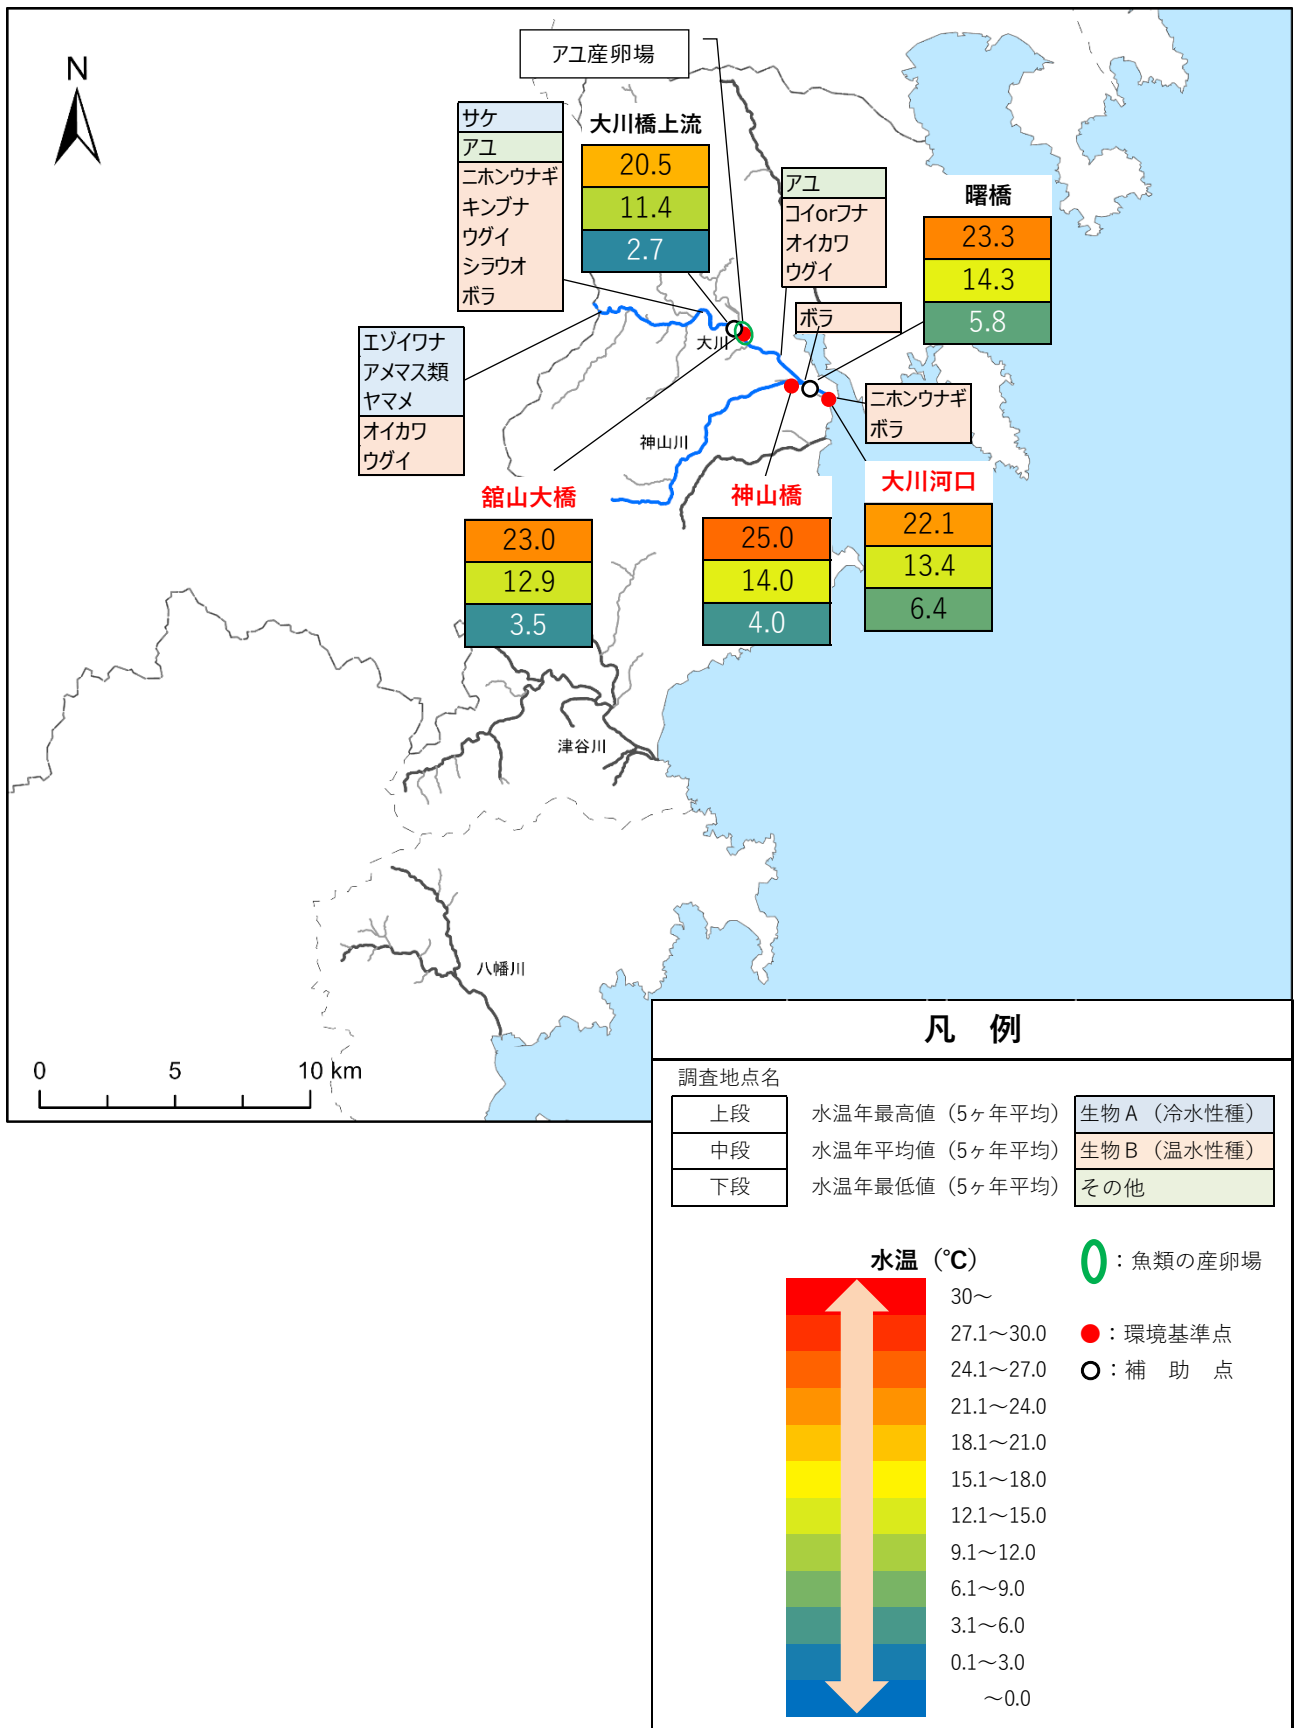 N
アユ産卵場
サケ
アユ
ニホンウナギ
キンブナ
ウグイ
シラウオ
ボラ
大川橋上流
20.5
11.4
2.7
アユ
コイorフナ
オイカワ
ウグイ
曙橋
23.3
14.3
5.8
ボラ
エゾイワナ
アメマス類
ヤマメ
オイカワ
ウグイ
大川
神山川
ニホンウナギ
ボラ
舘山大橋
23.0
12.9
3.5
神山橋
25.0
14.0
4.0
大川河口
22.1
13.4
6.4
津谷川
八幡川
0 5 10 km
凡 例
調査地点名
上段 水温年最高値（5ヶ年平均） 生物A（冷水性種）
中段 水温年平均値（5ヶ年平均） 生物B（温水性種）
下段 水温年最低値（5ヶ年平均） その他
水温（℃）
30～
27.1～30.0
24.1～27.0
21.1～24.0
18.1～21.0
15.1～18.0
12.1～15.0
9.1～12.0
6.1～9.0
3.1～6.0
0.1～3.0
～0.0
：魚類の産卵場
：環境基準点
：補 助 点